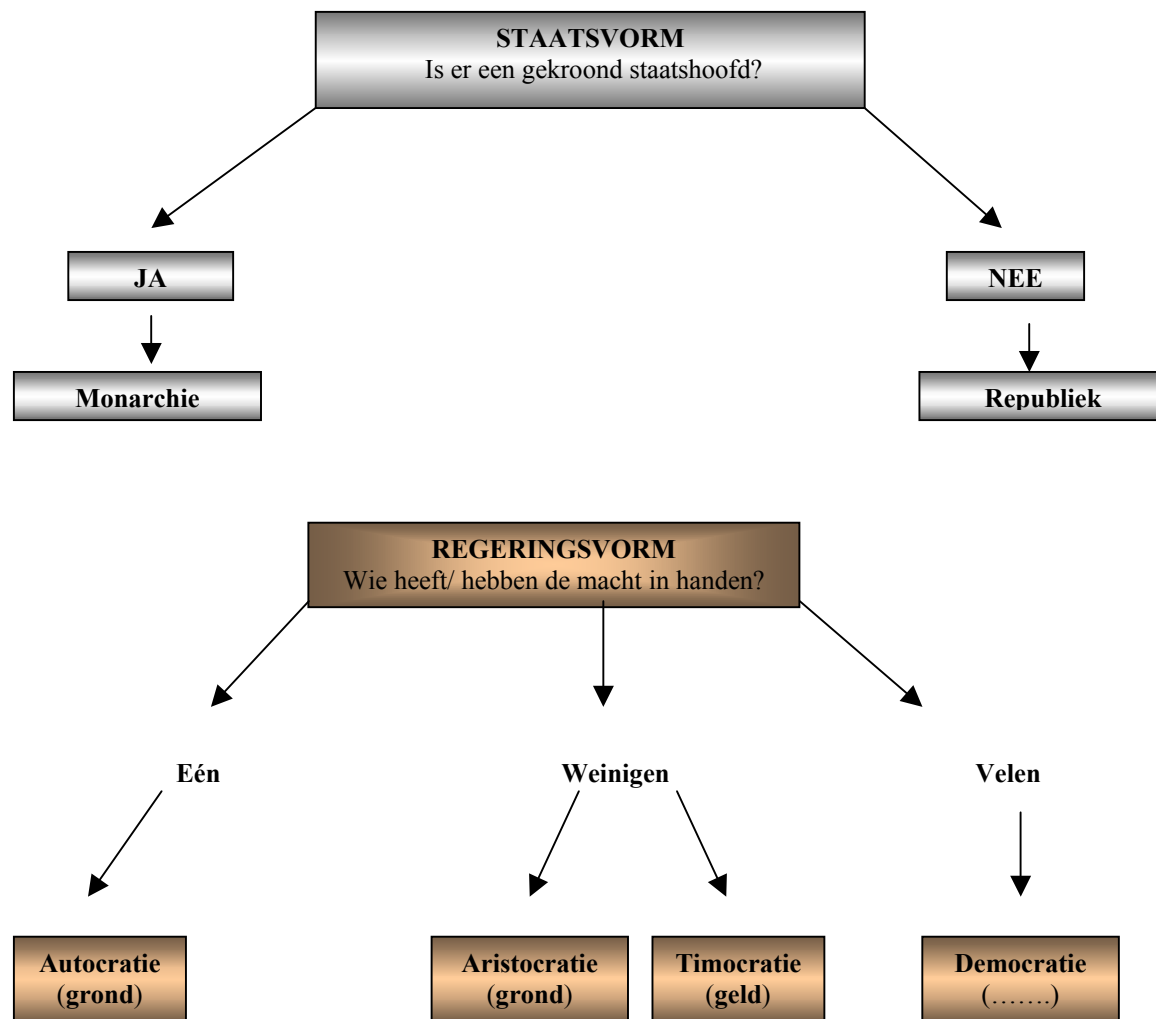 STAATSVORM
Is er een gekroond staatshoofd?
JA
NEE
Monarchie
Republiek
REGERINGSVORM
Wie heeft/ hebben de macht in handen?
Eén
Weinigen
Velen
Autocratie
(grond)
Aristocratie
(grond)
Timocratie
(geld)
Democratie
(…….)